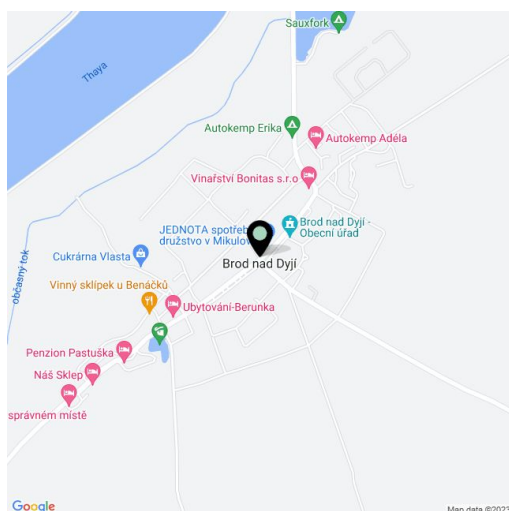 Sauxfork
Thaya
Autokemp Erika
Autokemp Adéla
Vinařství Bonitas s.r.o
JEDNOTA spotřeb
družstvo v Mikulov
Brod nad Dyjí -
Obecní úřad
Cukrárna Vlasta
Brod nad Dyjí
občasný tok
Vinný sklípek u Benáčků
Ubytování-Berunka
Penzion Pastuška
Náš Sklep
správném místě
Google
Map data ©2023